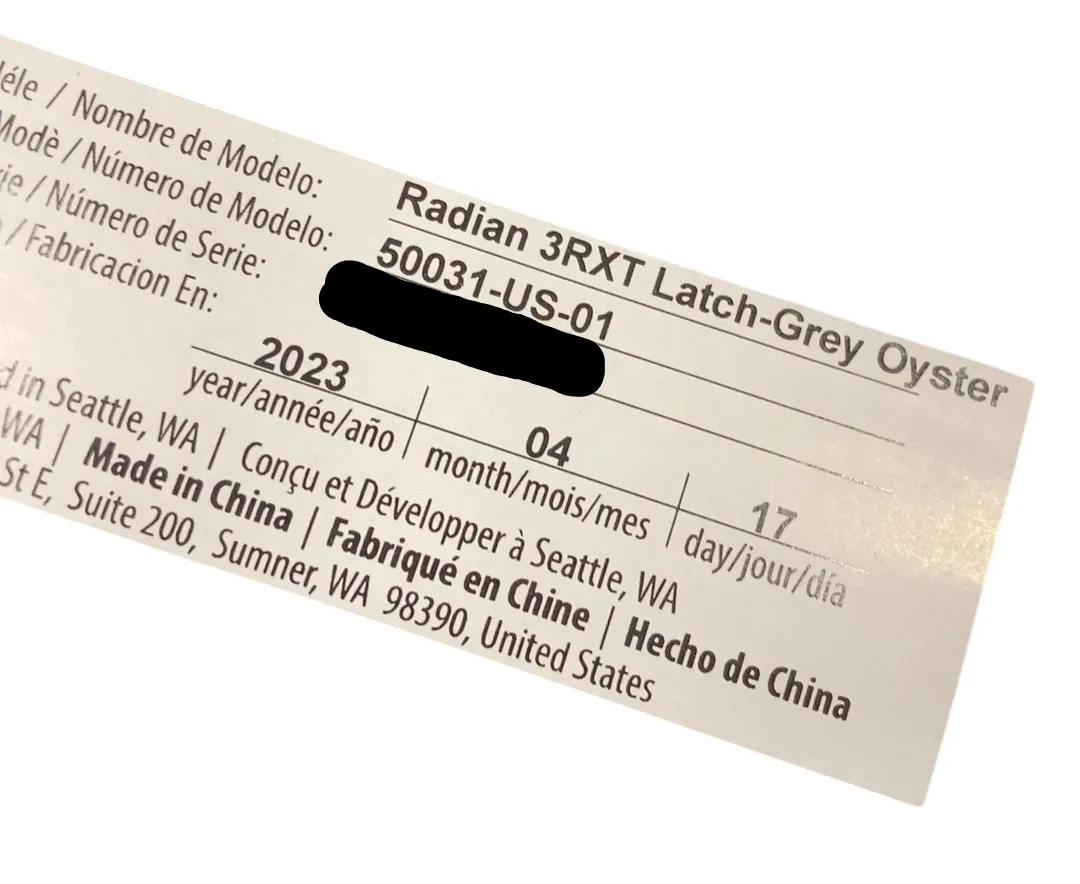 / Nombre de Modelo: Radian 3RXT Latch-Grey Oyster
/ Número de Modelo: 50031-US-01
/ Número de Serie:
/ Fabricacion En:
2023 04 17
year/année/año month/mois/mes day/jour/día
in Seattle, WA | Conçu et Développer à Seattle, WA
WA | Made in China | Fabriqué en Chine | Hecho de China
St E, Suite 200, Sumner, WA 98390, United States